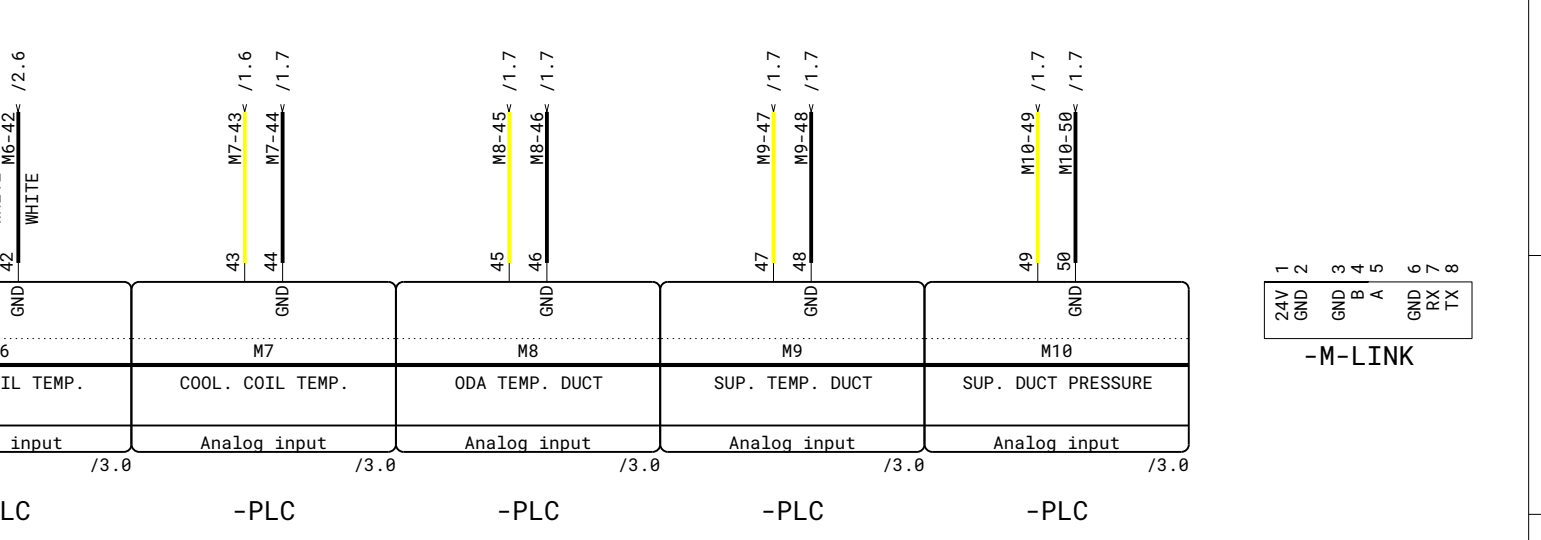 /2.6
/1.6
/1.7
/1.7
/1.7
/1.7
/1.7
/1.7
/1.7
M6-42
WHITE
M7-43
M7-44
M8-45
M8-46
M9-47
M9-48
M10-49
M10-50
42
43
44
45
46
47
48
49
50
1 2 3 4 5 6 7 8
GND
GND
GND
GND
GND
24V GND GND B A GND RX TX
-M-LINK
6
M7
M8
M9
M10
IL TEMP.
COOL. COIL TEMP.
ODA TEMP. DUCT
SUP. TEMP. DUCT
SUP. DUCT PRESSURE
input
Analog input
Analog input
Analog input
Analog input
/3.0
/3.0
/3.0
/3.0
/3.0
LC
-PLC
-PLC
-PLC
-PLC